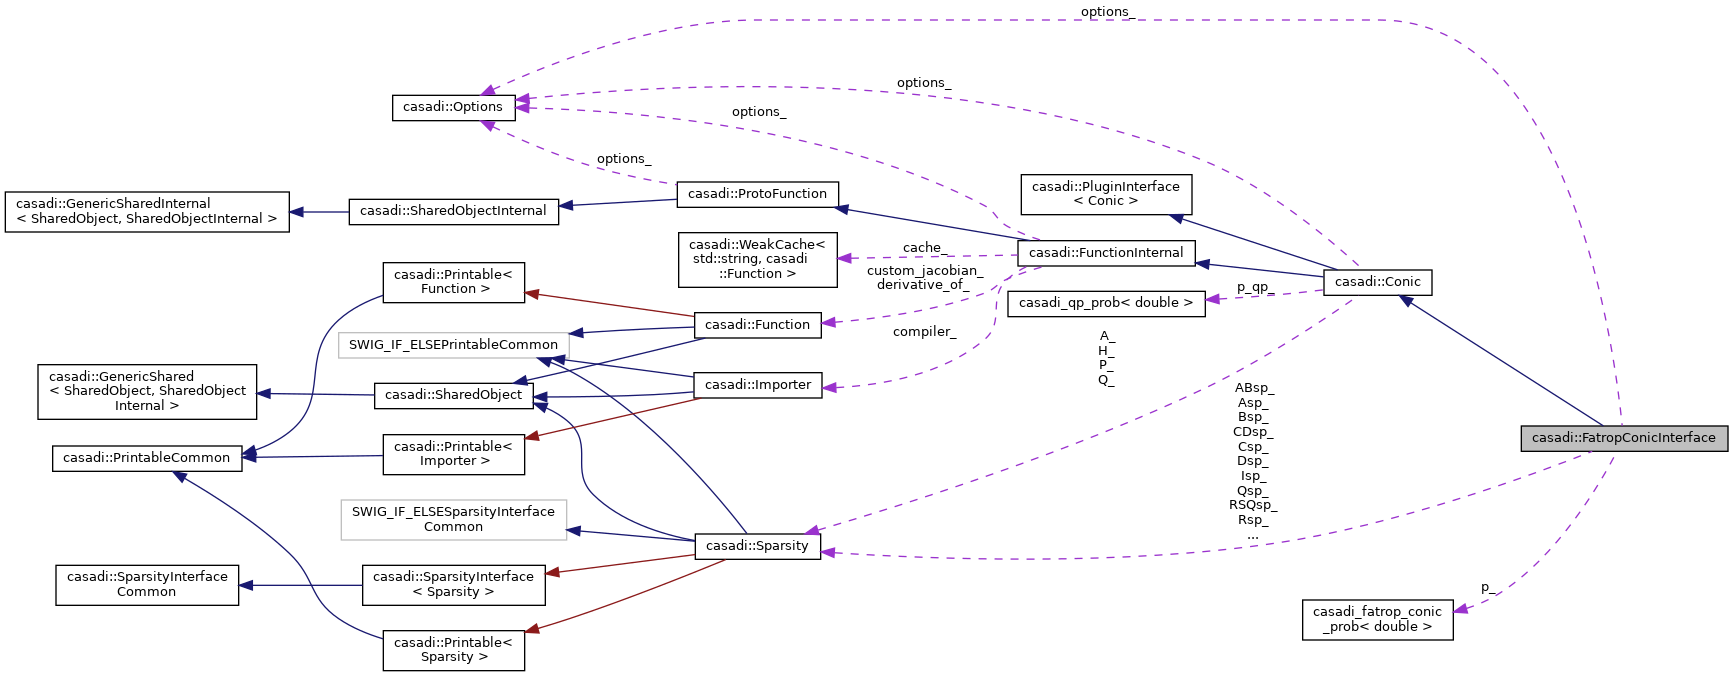 options_
options_
casadi::Options
options_
options_
casadi::GenericSharedInternal
< SharedObject, SharedObjectInternal >
casadi::SharedObjectInternal
casadi::ProtoFunction
casadi::PluginInterface
< Conic >
casadi::WeakCache<
std::string, casadi
::Function >
cache_
casadi::FunctionInternal
custom_jacobian_
derivative_of_
casadi::Conic
p_qp_
casadi_qp_prob< double >
casadi::Printable<
Function >
casadi::Function
compiler_
SWIG_IF_ELSEPrintableCommon
A_
H_
P_
Q_
casadi::GenericShared
< SharedObject, SharedObject
Internal >
casadi::SharedObject
casadi::Importer
ABsp_
Asp_
Bsp_
CDsp_
Csp_
Dsp_
Isp_
Qsp_
RSQsp_
Rsp_
...
casadi::FatropConicInterface
casadi::PrintableCommon
casadi::Printable<
Importer >
SWIG_IF_ELSESparsityInterface
Common
casadi::Sparsity
casadi::SparsityInterface
Common
casadi::SparsityInterface
< Sparsity >
p_
casadi_fatrop_conic
_prob< double >
casadi::Printable<
Sparsity >